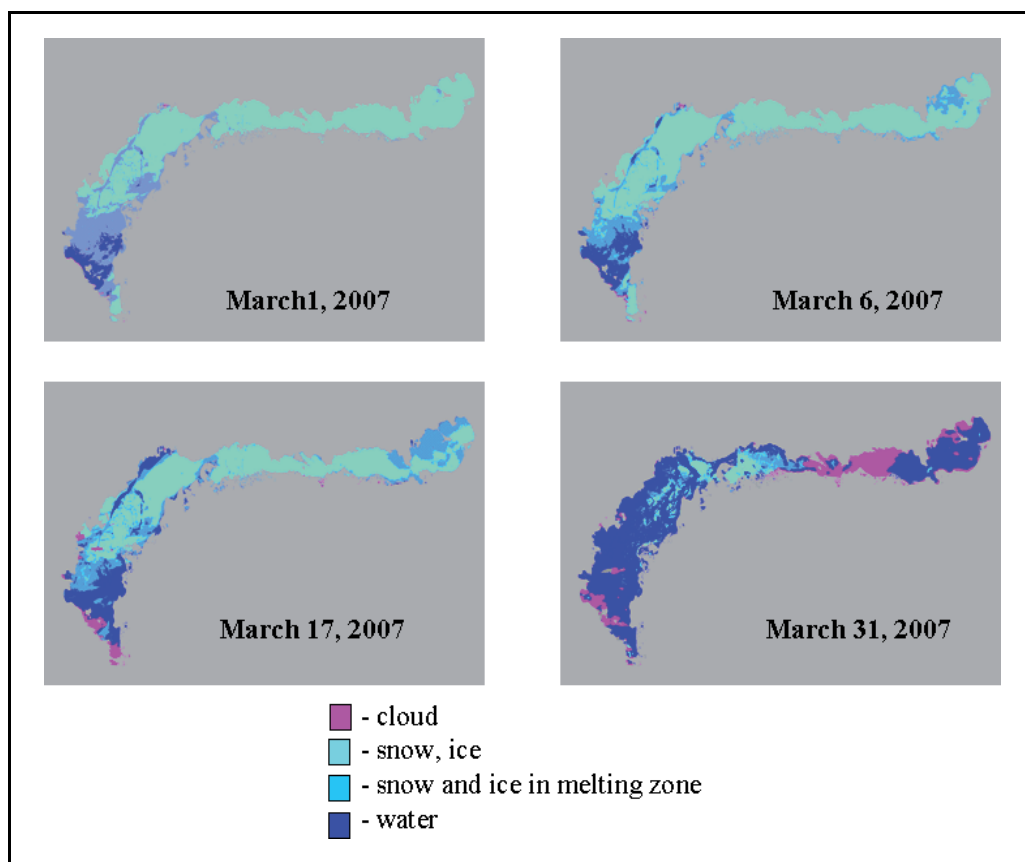 March1, 2007
March 6, 2007
March 17, 2007
March 31, 2007
- cloud
- snow, ice
- snow and ice in melting zone
- water